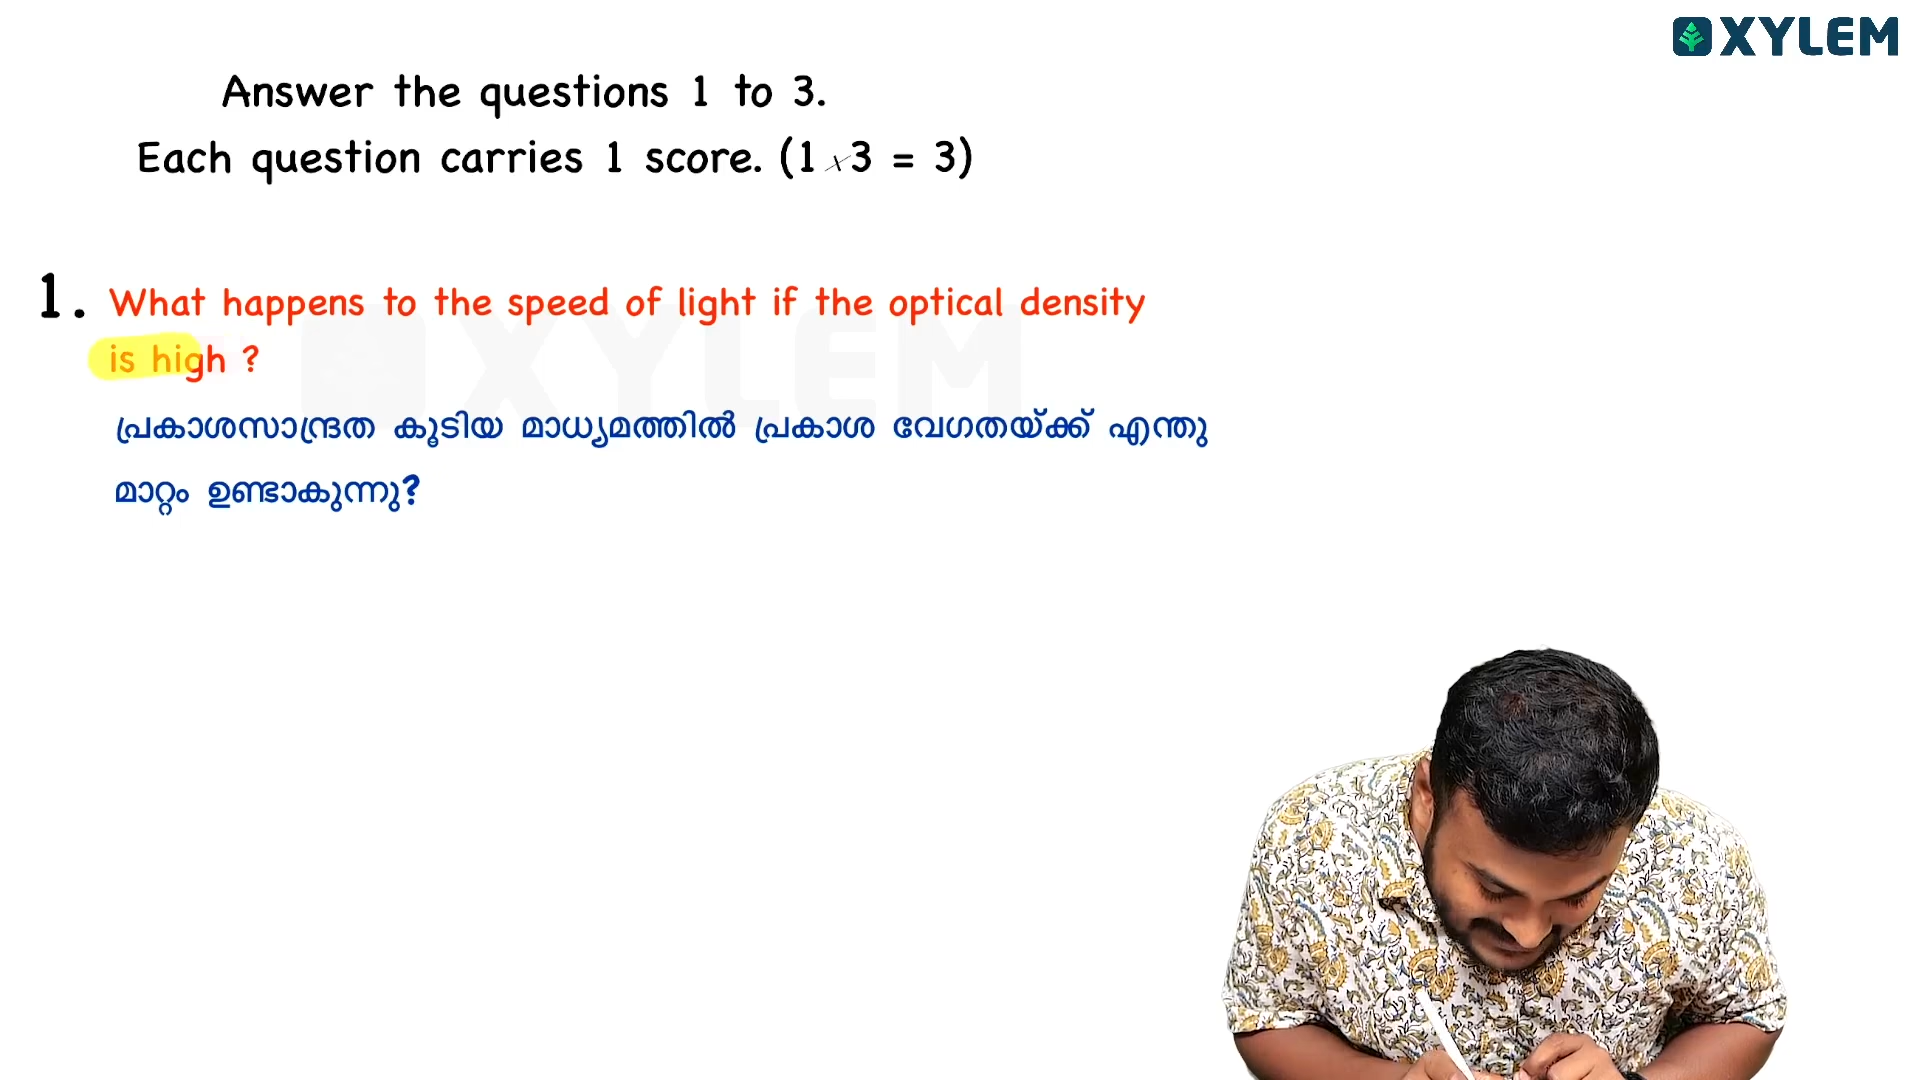 XYLEM
Answer the questions 1 to 3.
Each question carries 1 score. (1 x 3 = 3)
1. What happens to the speed of light if the optical density
is high ?
പ്രകാശസാന്ദ്രത കൂടിയ മാധ്യമത്തിൽ പ്രകാശ വേഗതയ്ക്ക് എന്തു
മാറ്റം ഉണ്ടാകുന്നു?
XYLEM